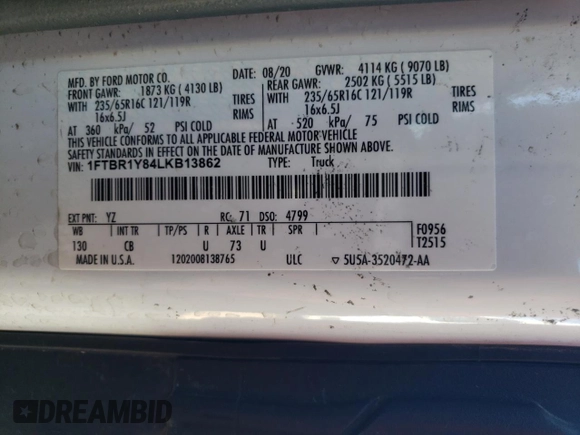 MFD. BY FORD MOTOR CO. DATE: 08/20 GVWR: 4114 KG ( 9070 LB)
FRONT GAWR: 1873 KG ( 4130 LB) REAR GAWR: 2502 KG ( 5515 LB)
WITH 235/65R16C 121/119R TIRES WITH 235/65R16C 121/119R TIRES
16x6.5J RIMS 16x6.5J RIMS
AT 360 kPa/ 52 PSI COLD AT 520 kPa/ 75 PSI COLD
THIS VEHICLE CONFORMS TO ALL APPLICABLE FEDERAL MOTOR VEHICLE
SAFETY AND THEFT PREVENTION STANDARDS IN EFFECT ON THE DATE OF MANUFACTURE SHOWN ABOVE.
VIN: 1FTBR1Y84LKB13862 TYPE: Truck
EXT PNT: YZ RC: 71 DSO: 4799
WB INT TR TP/PS R AXLE TR SPR F0956
130 CB U 73 U T2515
MADE IN U.S.A. 1202008138765 ULC 5U5A-3520472-AA
DREAMBID